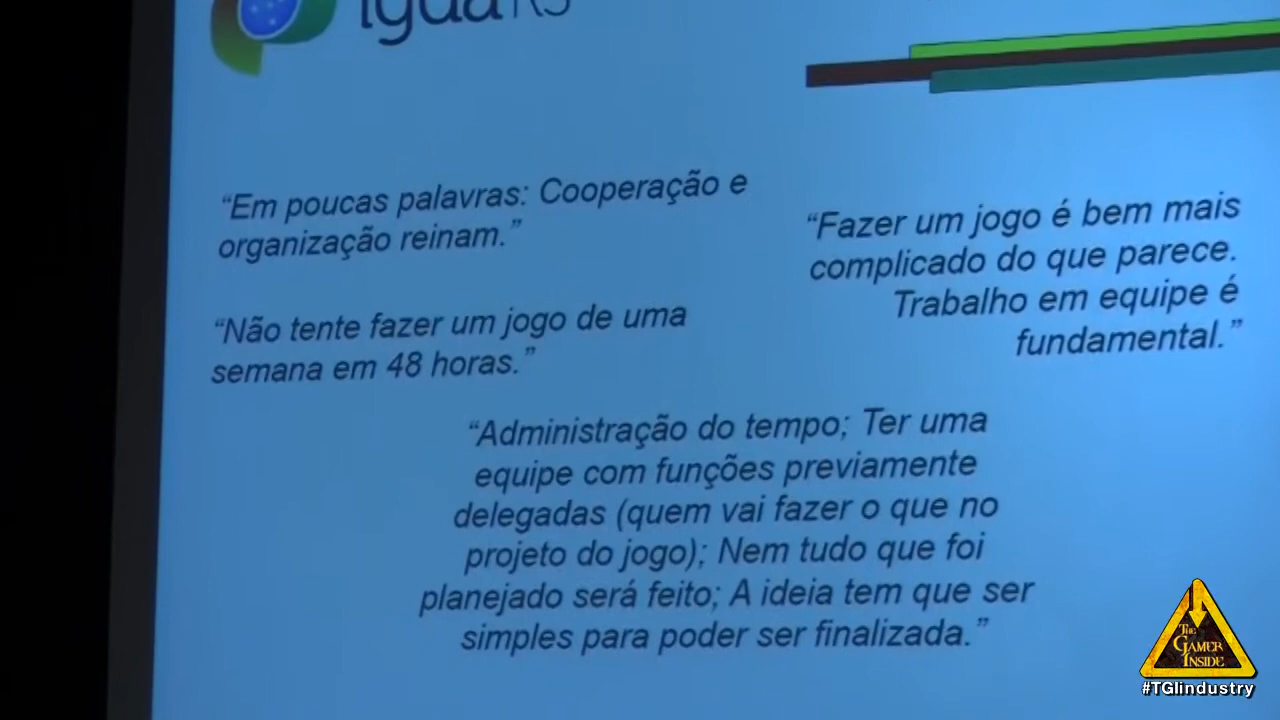 igda RS
“Em poucas palavras: Cooperação e
organização reinam.”
“Fazer um jogo é bem mais
complicado do que parece.
Trabalho em equipe é
fundamental.”
“Não tente fazer um jogo de uma
semana em 48 horas.”
“Administração do tempo; Ter uma
equipe com funções previamente
delegadas (quem vai fazer o que no
projeto do jogo); Nem tudo que foi
planejado será feito; A ideia tem que ser
simples para poder ser finalizada.”
THE
GAMER
INSIDE
#TGIindustry